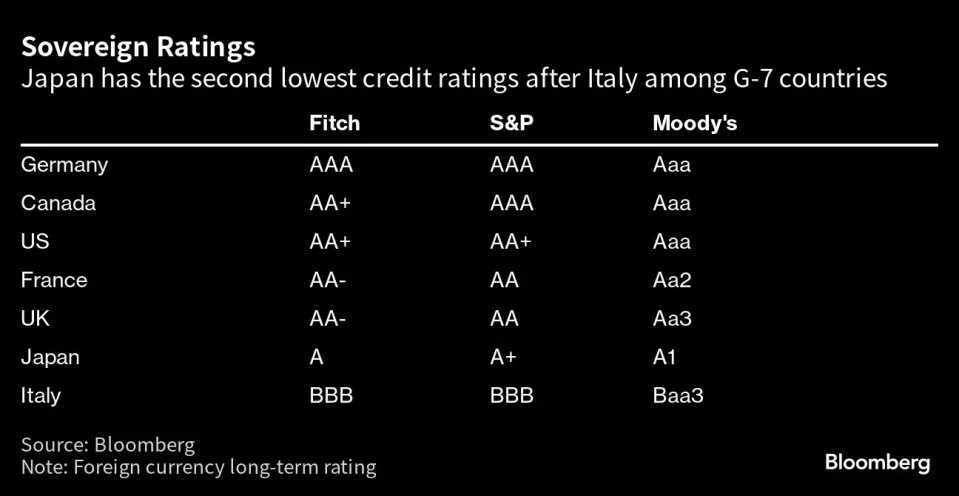 Sovereign Ratings
Japan has the second lowest credit ratings after Italy among G-7 countries
Fitch S&P Moody's
Germany AAA AAA Aaa
Canada AA+ AAA Aaa
US AA+ AA+ Aaa
France AA- AA Aa2
UK AA- AA Aa3
Japan A A+ A1
Italy BBB BBB Baa3
Source: Bloomberg
Note: Foreign currency long-term rating
Bloomberg